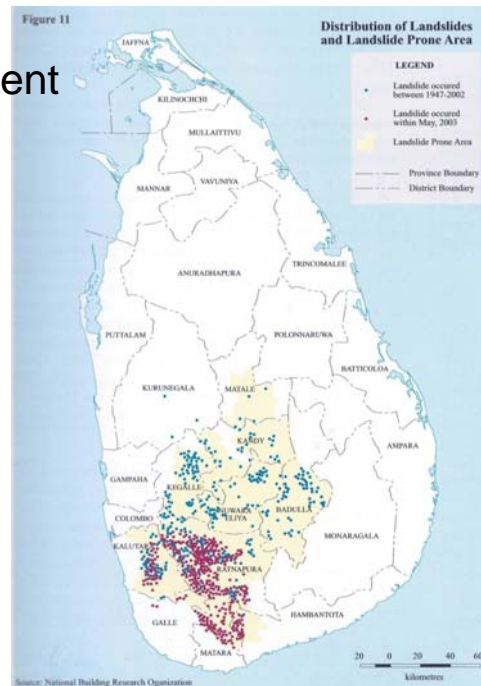 Figure 11
ent
Distribution of Landslides
and Landslide Prone Area
LEGEND
Landslide occured
between 1947-2002
Landslide occured
within May, 2003
Landslide Prone Area
Province Boundary
District Boundary
JAFFNA
KILINOCHCHI
MULLAITTIVU
VAVUNIYA
MANNAR
ANURADHAPURA
TRINCOMALEE
PUTTALAM
POLONNARUWA
BATTICOLOA
KURUNEGALA
MATALE
KANDY
AMPARA
GAMPAHA
KEGALLE
NUWARA
ELIYA
BADULLA
COLOMBO
MONARAGALA
KALUTARA
RATNAPURA
GALLE
HAMBANTOTA
MATARA
20 0 20 40 60
kilometres
Source: National Building Research Oganization